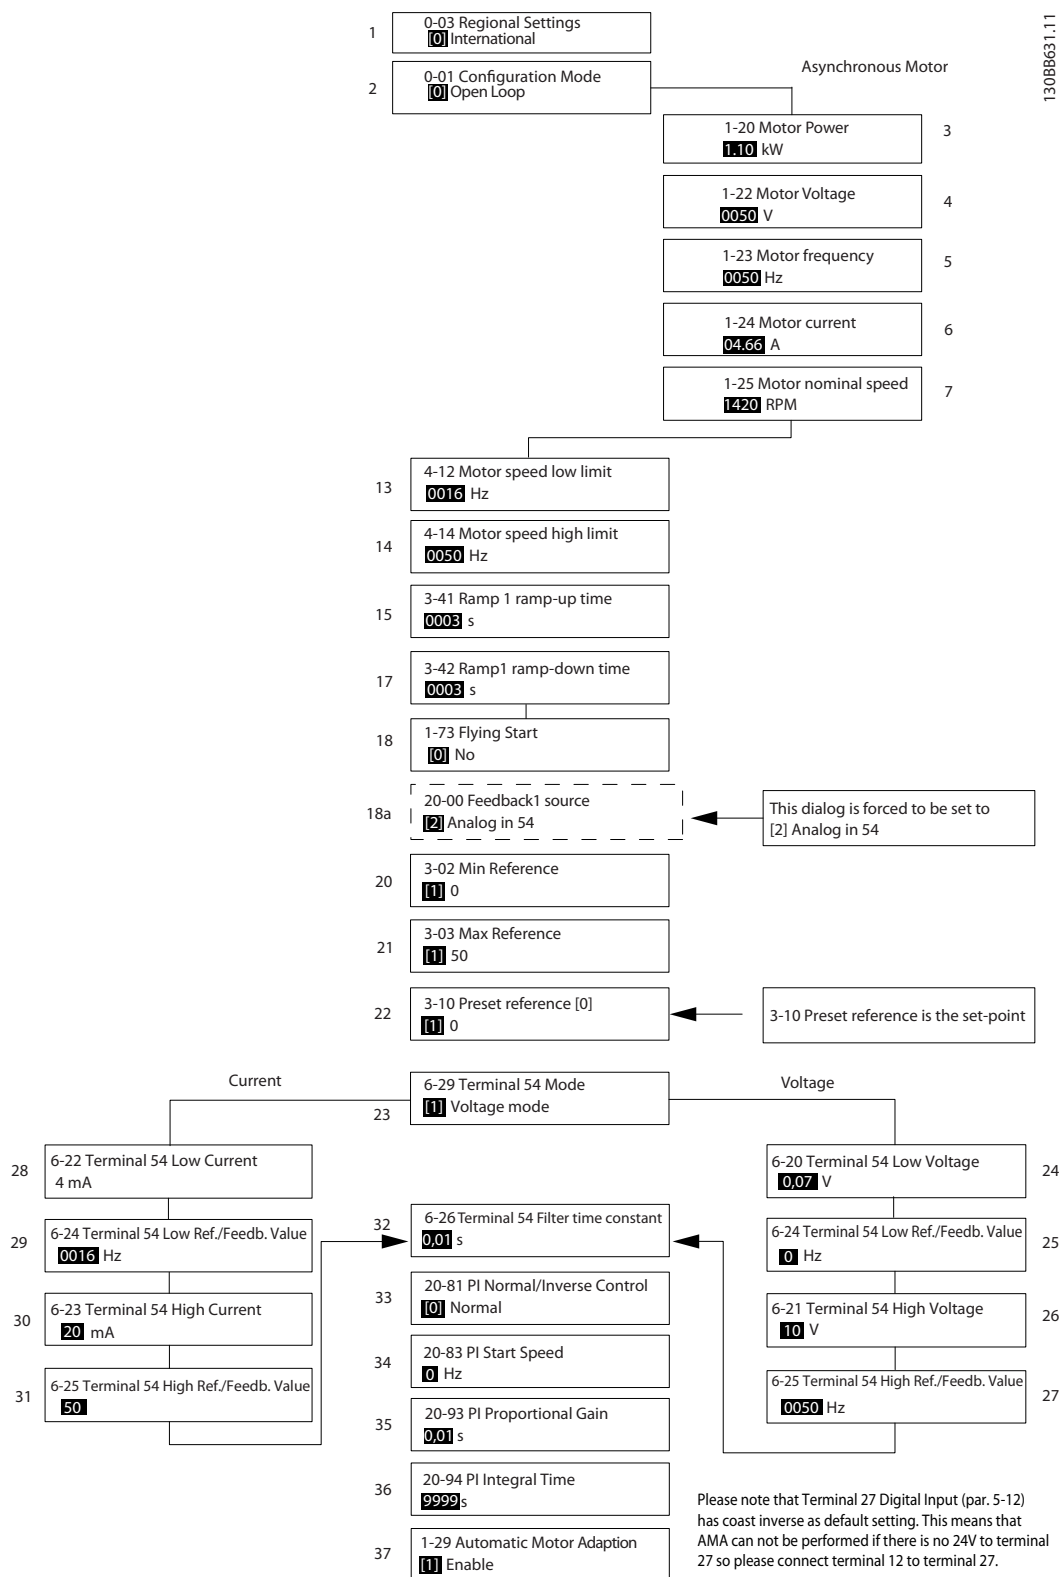 130BB631.11
1
0-03 Regional Settings
[0] International
2
0-01 Configuration Mode
[0] Open Loop
Asynchronous Motor
1-20 Motor Power
1.10 kW
3
1-22 Motor Voltage
0050 V
4
1-23 Motor frequency
0050 Hz
5
1-24 Motor current
04.66 A
6
1-25 Motor nominal speed
1420 RPM
7
13
4-12 Motor speed low limit
0016 Hz
14
4-14 Motor speed high limit
0050 Hz
15
3-41 Ramp 1 ramp-up time
0003 s
17
3-42 Ramp1 ramp-down time
0003 s
18
1-73 Flying Start
[0] No
18a
20-00 Feedback1 source
[2] Analog in 54
This dialog is forced to be set to
[2] Analog in 54
20
3-02 Min Reference
[1] 0
21
3-03 Max Reference
[1] 50
22
3-10 Preset reference [0]
[1] 0
3-10 Preset reference is the set-point
Current
23
6-29 Terminal 54 Mode
[1] Voltage mode
Voltage
28
6-22 Terminal 54 Low Current
4 mA
29
6-24 Terminal 54 Low Ref./Feedb. Value
0016 Hz
30
6-23 Terminal 54 High Current
20 mA
31
6-25 Terminal 54 High Ref./Feedb. Value
50
6-20 Terminal 54 Low Voltage
0,07 V
24
6-24 Terminal 54 Low Ref./Feedb. Value
0 Hz
25
6-21 Terminal 54 High Voltage
10 V
26
6-25 Terminal 54 High Ref./Feedb. Value
0050 Hz
27
32
6-26 Terminal 54 Filter time constant
0,01 s
33
20-81 PI Normal/Inverse Control
[0] Normal
34
20-83 PI Start Speed
0 Hz
35
20-93 PI Proportional Gain
0,01 s
36
20-94 PI Integral Time
9999 s
37
1-29 Automatic Motor Adaption
[1] Enable
Please note that Terminal 27 Digital Input (par. 5-12)
has coast inverse as default setting. This means that
AMA can not be performed if there is no 24V to terminal
27 so please connect terminal 12 to terminal 27.